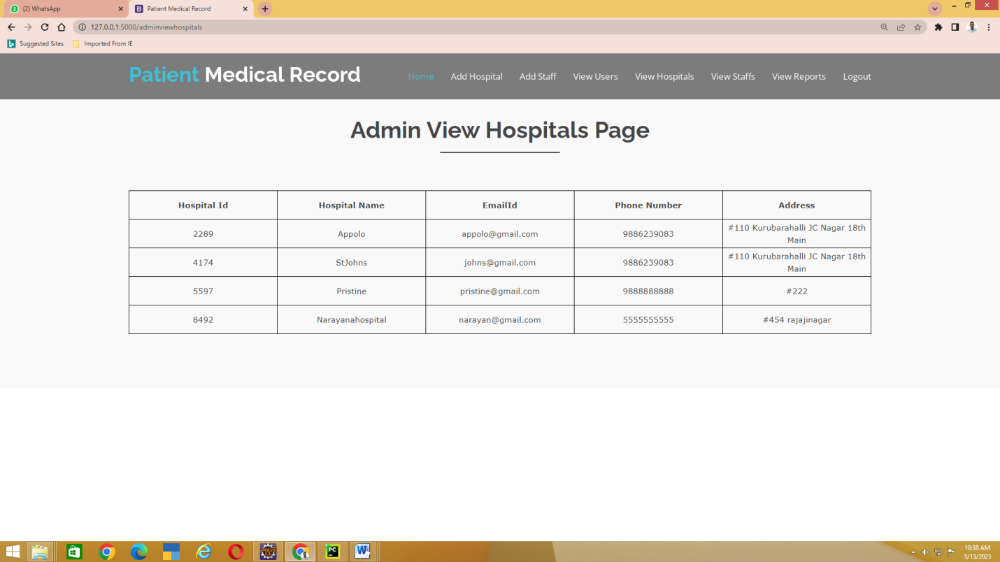 (2) WhatsApp
Patient Medical Record
127.0.0.1:5000/adminviewhospitals
Suggested Sites Imported From IE
Patient Medical Record Home Add Hospital Add Staff View Users View Hospitals View Staffs View Reports Logout
Admin View Hospitals Page
Hospital Id Hospital Name EmailId Phone Number Address
2289 Appolo appolo@gmail.com 9886239083 #110 Kurubarahalli JC Nagar 18th
Main
4174 StJohns johns@gmail.com 9886239083 #110 Kurubarahalli JC Nagar 18th
Main
5597 Pristine pristine@gmail.com 9888888888 #222
8492 Narayanahospital narayan@gmail.com 5555555555 #454 rajajinagar
Java EE
IDE
PC
10:38 AM
5/13/2023